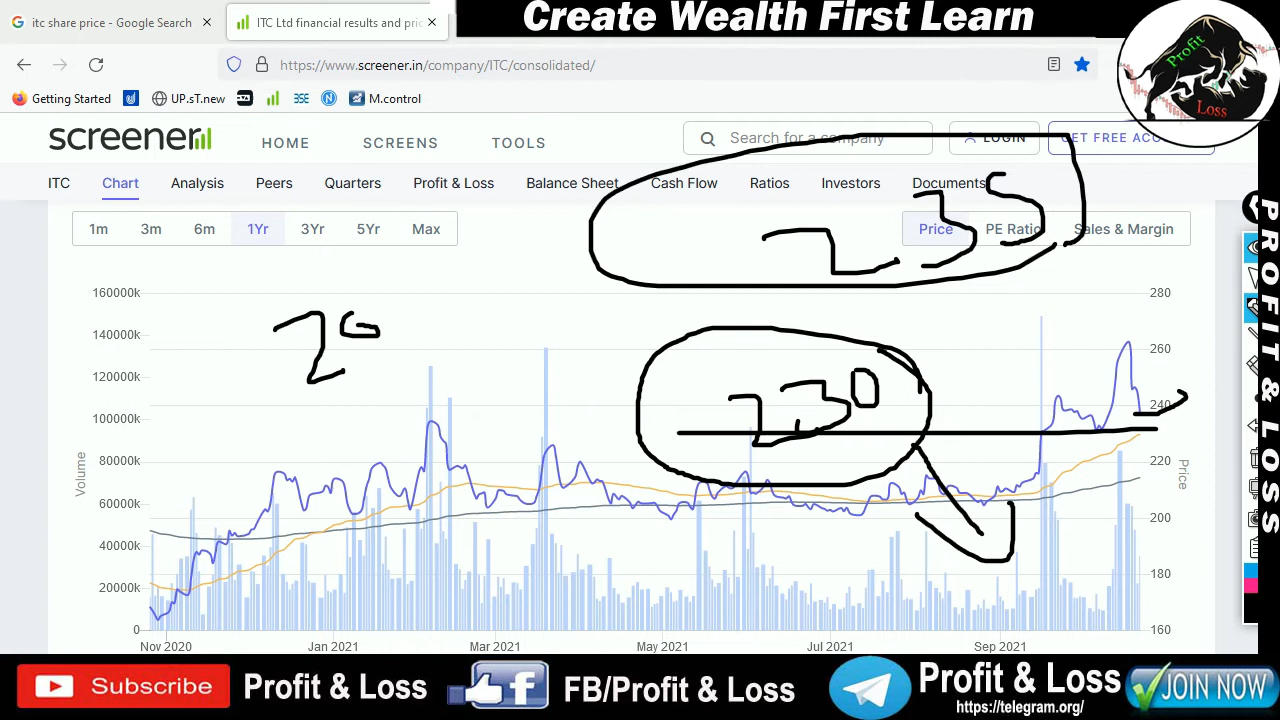 Create Wealth First Learn
itc share price - Google Search
ITC Ltd financial results and pric
https://www.screener.in/company/ITC/consolidated/
Getting Started UP.sT.new M.control
Profit
Loss
screener
HOME SCREENS TOOLS
Search for a company
LOGIN
GET FREE ACC
ITC Chart Analysis Peers Quarters Profit & Loss Balance Sheet Cash Flow Ratios Investors Documents
1m 3m 6m 1Yr 3Yr 5Yr Max
Price PE Ratio Sales & Margin
235
230
160000k 280
140000k
120000k 260
100000k 240
80000k 220
60000k 200
40000k
20000k 180
0 160
Volume
Price
Nov 2020 Jan 2021 Mar 2021 May 2021 Jul 2021 Sep 2021
PROFIT & LOSS
Subscribe Profit & Loss
f FB/Profit & Loss
Profit & Loss
https://telegram.org/
JOIN NOW